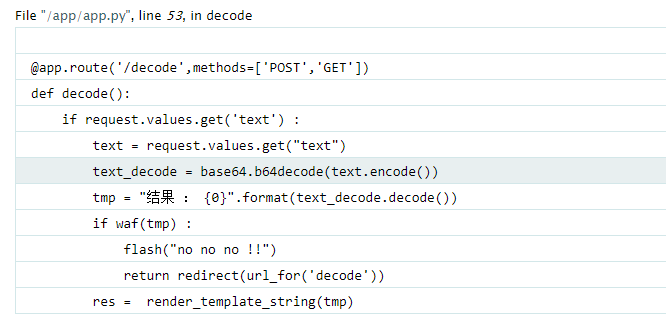 File "/app/app.py", line 53, in decode
@app.route('/decode',methods=['POST','GET'])
def decode():
    if request.values.get('text') :
        text = request.values.get("text")
        text_decode = base64.b64decode(text.encode())
        tmp = "结果 ： {0}".format(text_decode.decode())
        if waf(tmp) :
            flash("no no no !!")
            return redirect(url_for('decode'))
        res =  render_template_string(tmp)